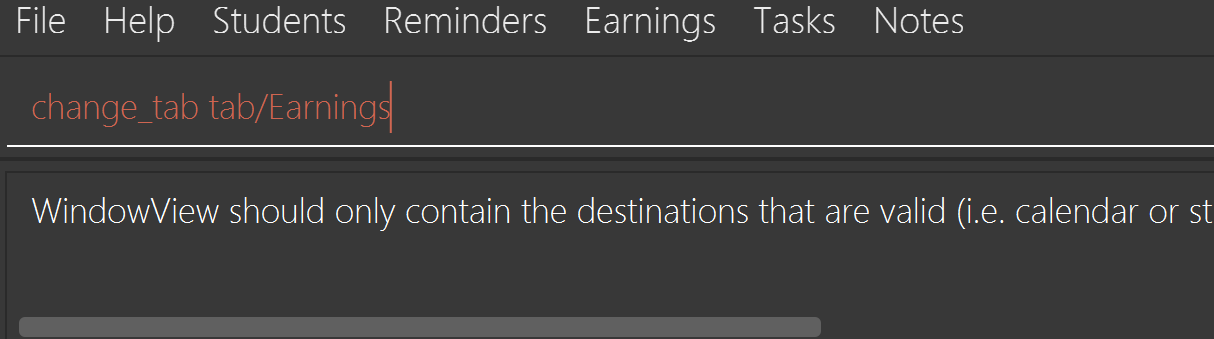 File Help Students Reminders Earnings Tasks Notes
change_tab tab/Earnings
WindowView should only contain the destinations that are valid (i.e. calendar or st